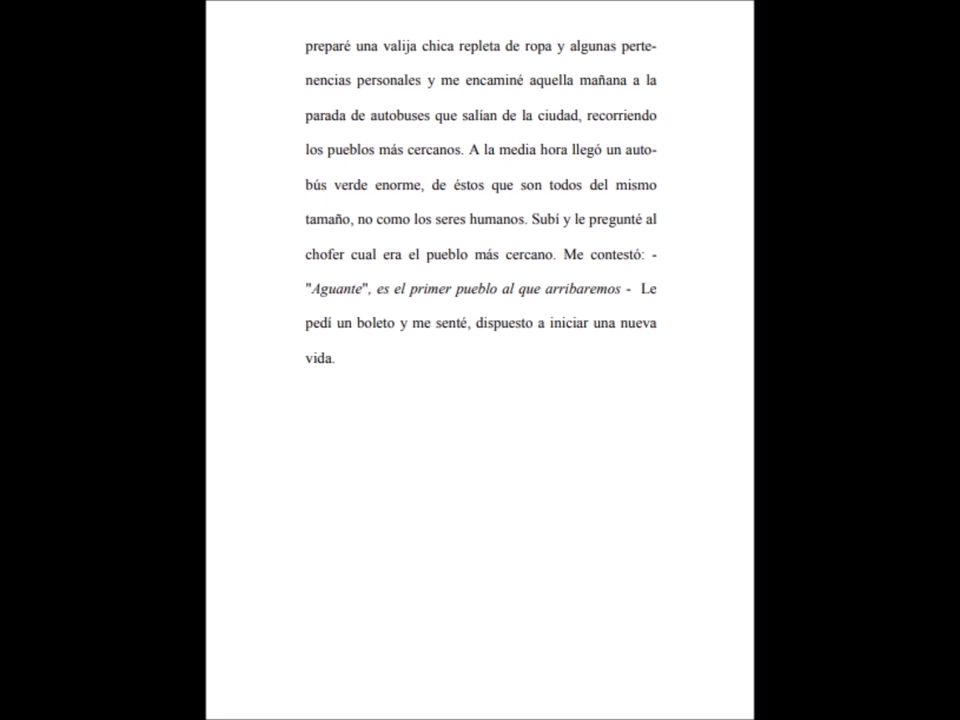 preparé una valija chica repleta de ropa y algunas perte-
nencias personales y me encaminé aquella mañana a la
parada de autobuses que salían de la ciudad, recorriendo
los pueblos más cercanos. A la media hora llegó un auto-
bús verde enorme, de éstos que son todos del mismo
tamaño, no como los seres humanos. Subí y le pregunté al
chofer cual era el pueblo más cercano. Me contestó: -
"Aguante", es el primer pueblo al que arribaremos - Le
pedí un boleto y me senté, dispuesto a iniciar una nueva
vida.